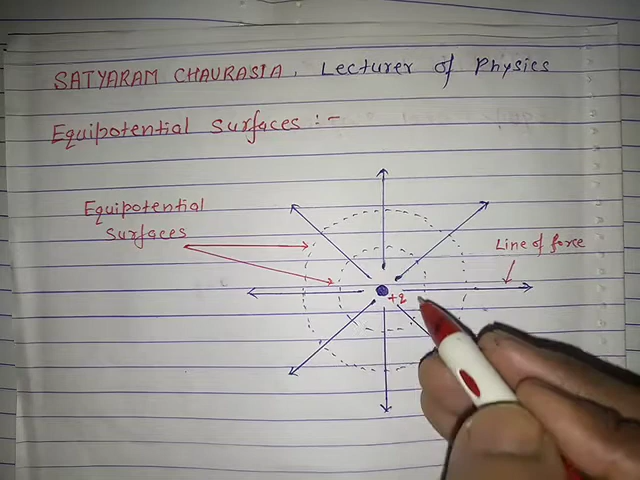 SATYARAM CHAURASIA, Lecturer of Physics
Equipotential surfaces :-
Equipotential
surfaces
Line of force
+q